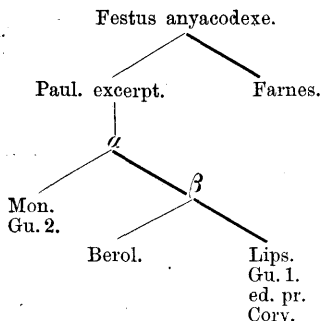 Festus anyacodexe.
Paul. excerpt. Farnes.
α
β
Mon.
Gu. 2.
Berol. Lips.
Gu. 1.
ed. pr.
Corv.